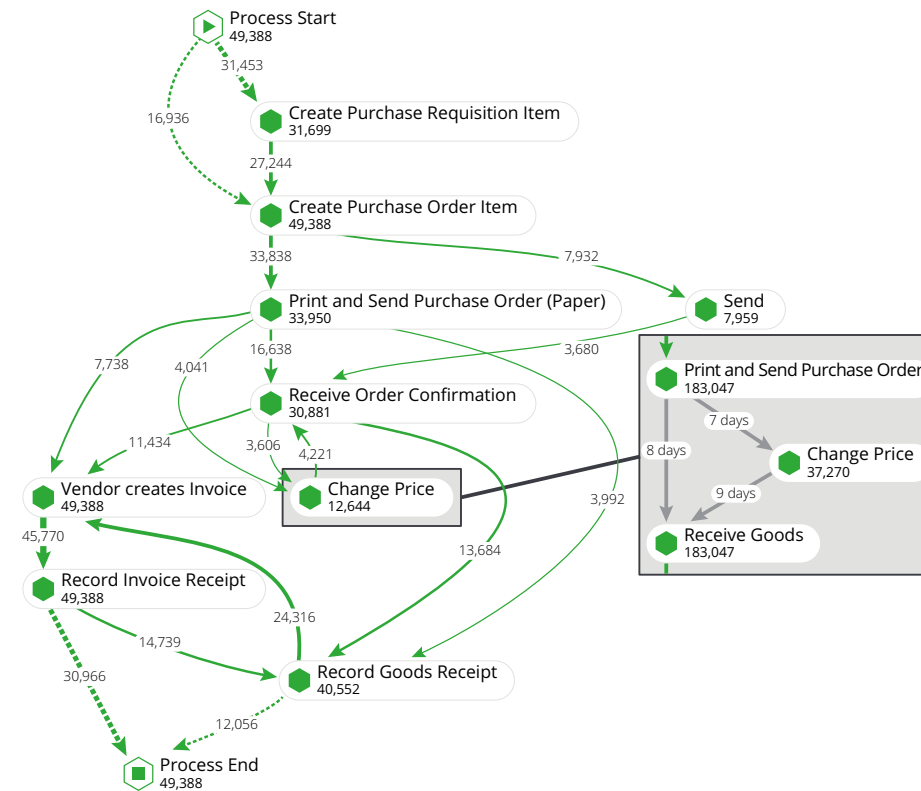 Process Start
49,388
31,453
16,936
Create Purchase Requisition Item
31,699
27,244
Create Purchase Order Item
49,388
33,838
7,932
Print and Send Purchase Order (Paper)
33,950
Send
7,959
7,738
4,041
16,638
3,680
Print and Send Purchase Order
183,047
Receive Order Confirmation
30,881
7 days
11,434
3,606
4,221
8 days
Change Price
37,270
Vendor creates Invoice
49,388
Change Price
12,644
9 days
3,992
45,770
13,684
Receive Goods
183,047
Record Invoice Receipt
49,388
24,316
14,739
30,966
Record Goods Receipt
40,552
12,056
Process End
49,388